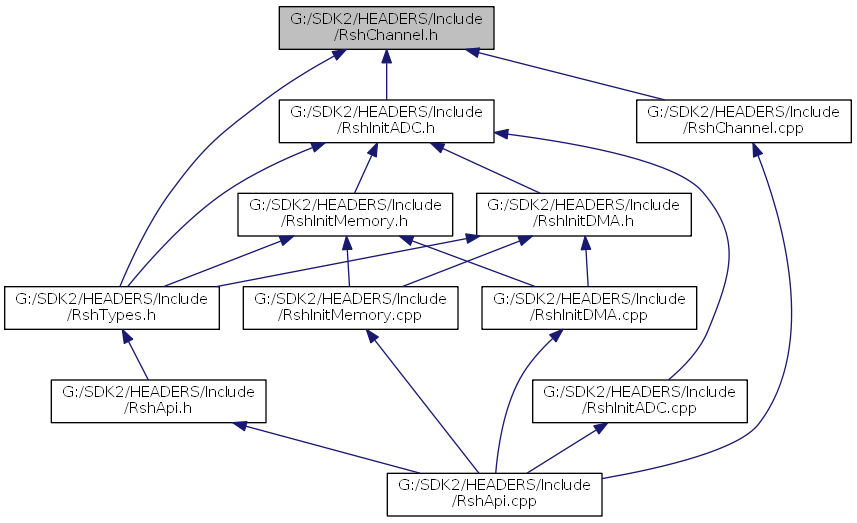 G:/SDK2/HEADERS/Include
/RshChannel.h
G:/SDK2/HEADERS/Include
/RshInitADC.h
G:/SDK2/HEADERS/Include
/RshChannel.cpp
G:/SDK2/HEADERS/Include
/RshInitMemory.h
G:/SDK2/HEADERS/Include
/RshInitDMA.h
G:/SDK2/HEADERS/Include
/RshTypes.h
G:/SDK2/HEADERS/Include
/RshInitMemory.cpp
G:/SDK2/HEADERS/Include
/RshInitDMA.cpp
G:/SDK2/HEADERS/Include
/RshApi.h
G:/SDK2/HEADERS/Include
/RshInitADC.cpp
G:/SDK2/HEADERS/Include
/RshApi.cpp